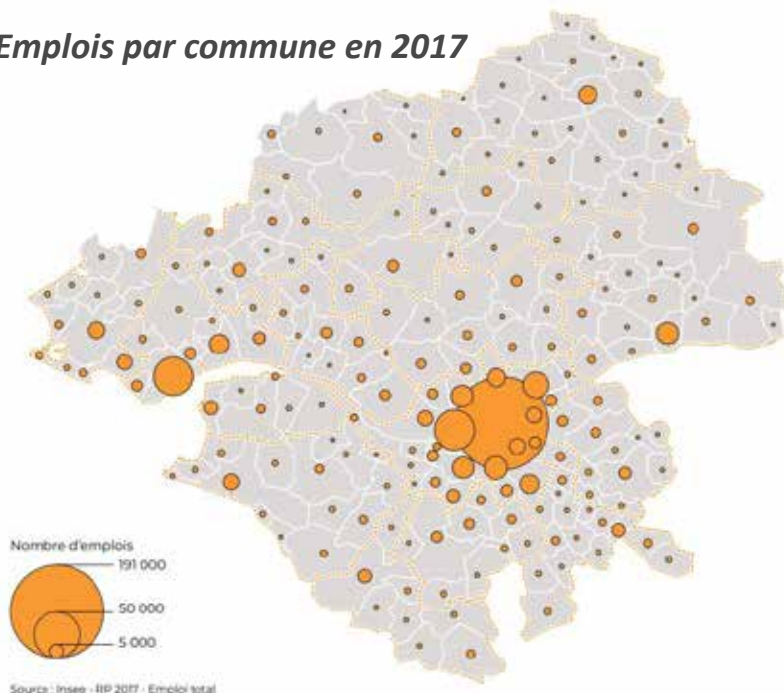 Emplois par commune en 2017
Nombre d'emplois
191 000
50 000
5 000
Source : Insee - RP 2017 - Emploi total